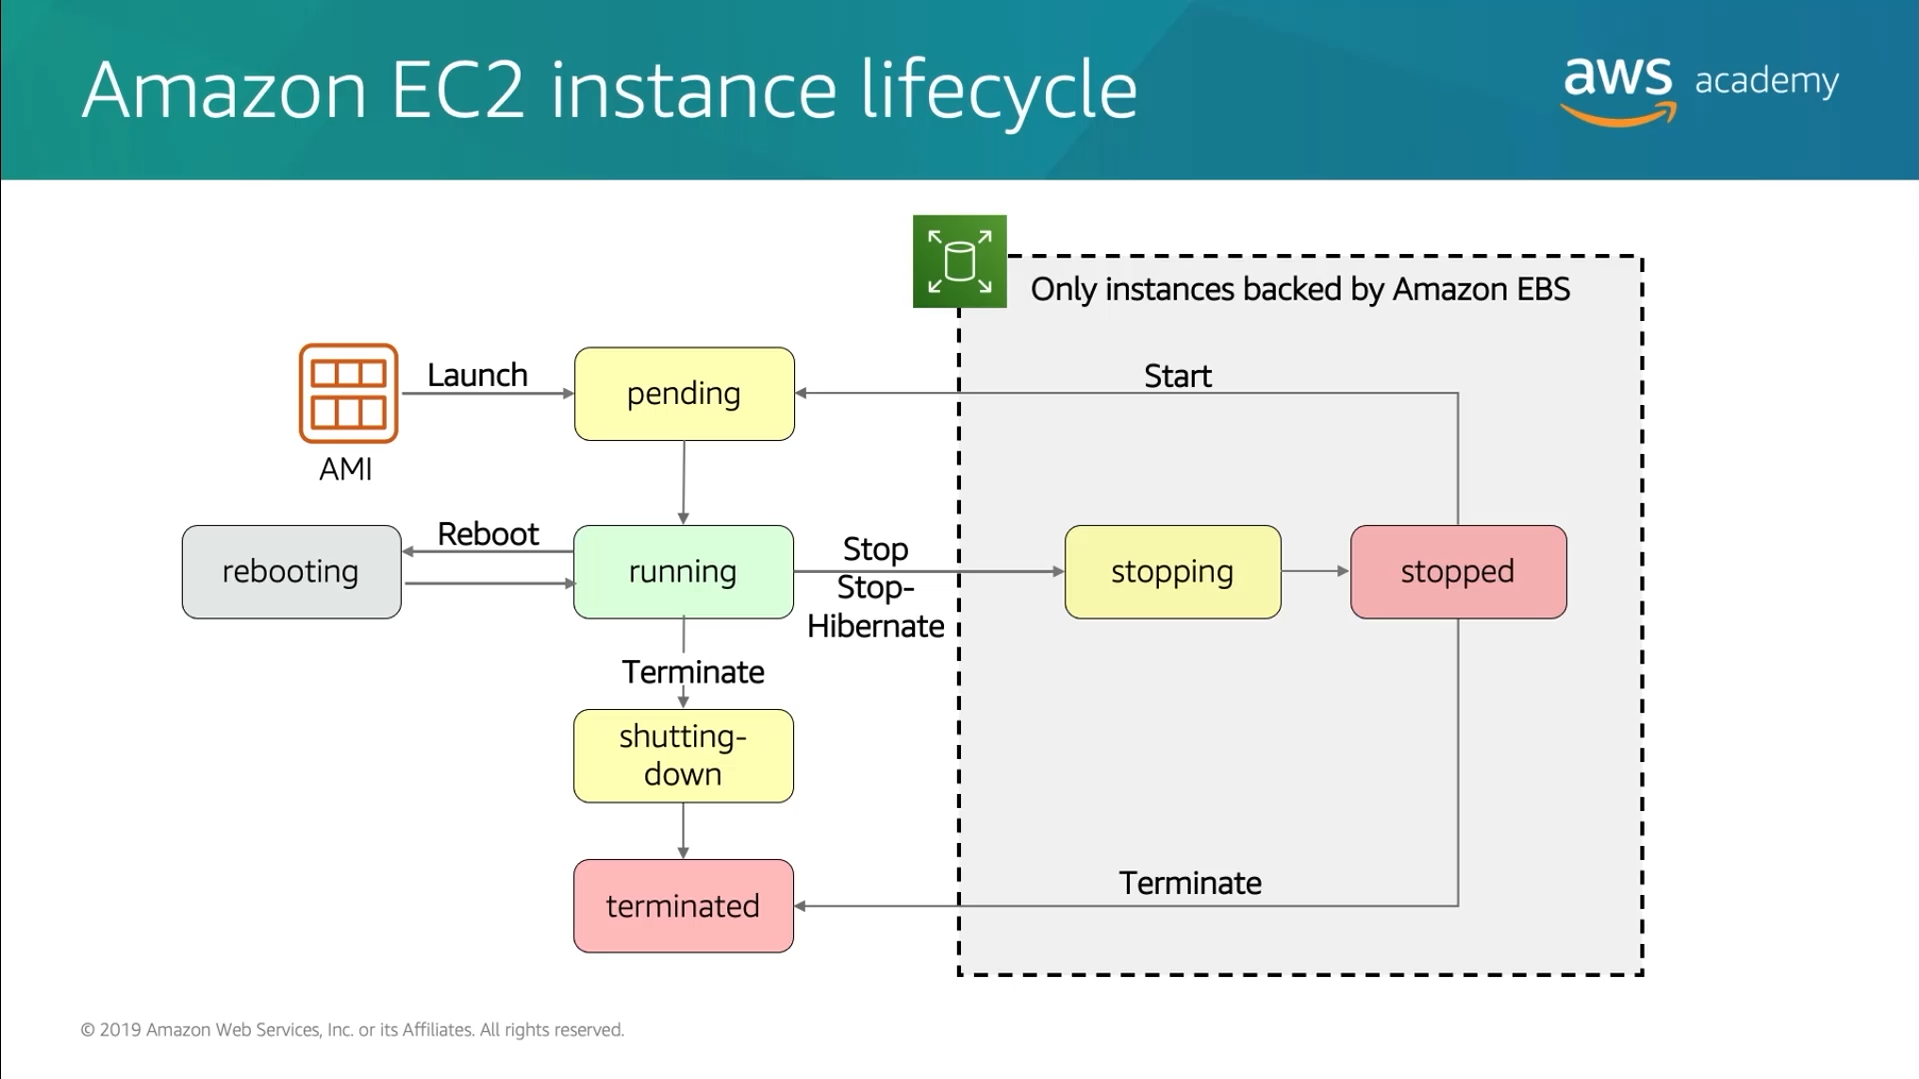 Amazon EC2 instance lifecycle
aws academy
Only instances backed by Amazon EBS
Launch
pending
Start
AMI
rebooting
Reboot
running
Stop
Stop-
Hibernate
stopping
stopped
Terminate
shutting-
down
terminated
Terminate
© 2019 Amazon Web Services, Inc. or its Affiliates. All rights reserved.